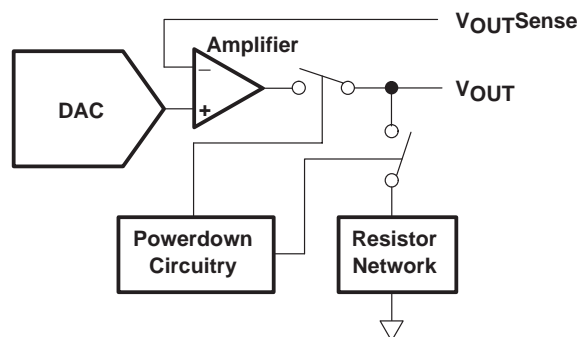 VOUTSense
Amplifier
–
VOUT
DAC
+
Powerdown
Circuitry
Resistor
Network